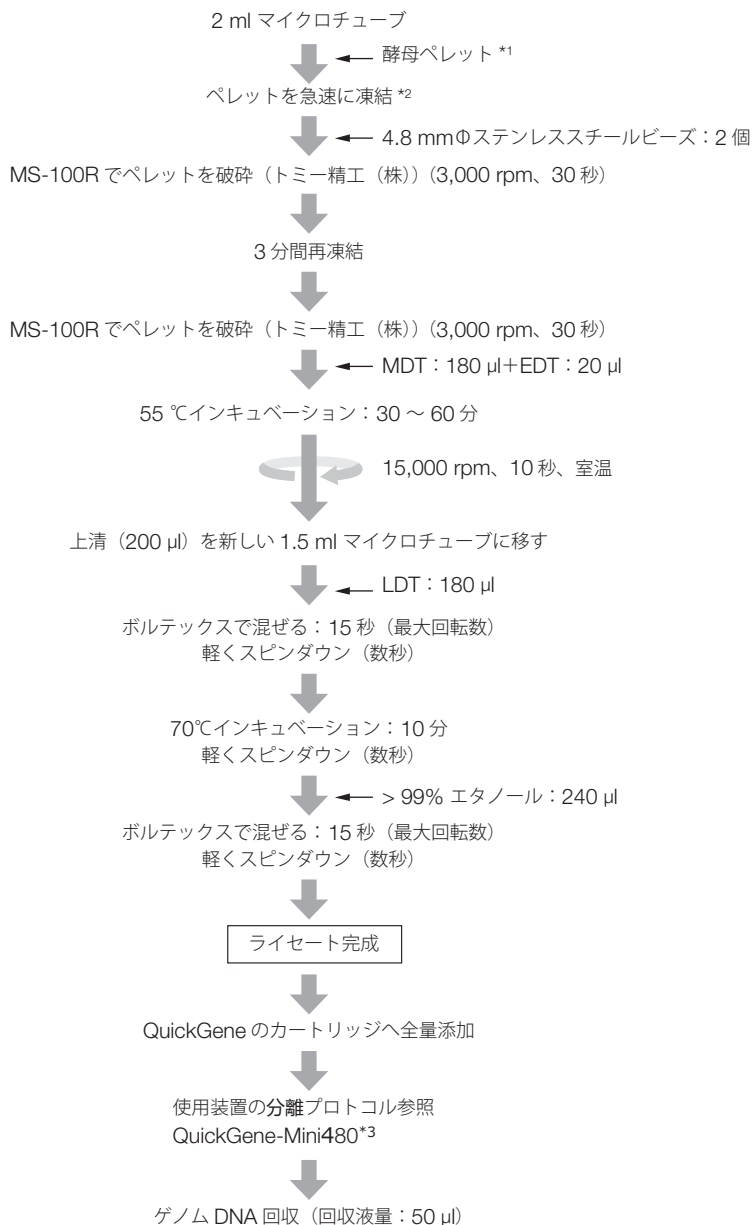 2 ml マイクロチューブ
酵母ペレット *1
ペレットを急速に凍結 *2
4.8 mmΦステンレススチールビーズ：2 個
MS-100R でペレットを破砕（トミー精工（株））（3,000 rpm、30 秒）
3 分間再凍結
MS-100R でペレットを破砕（トミー精工（株））（3,000 rpm、30 秒）
MDT：180 µl＋EDT：20 µl
55 ℃インキュベーション：30 ～ 60 分
15,000 rpm、10 秒、室温
上清（200 µl）を新しい 1.5 ml マイクロチューブに移す
LDT：180 µl
ボルテックスで混ぜる：15 秒（最大回転数）
軽くスピンダウン（数秒）
70℃インキュベーション：10 分
軽くスピンダウン（数秒）
> 99% エタノール：240 µl
ボルテックスで混ぜる：15 秒（最大回転数）
軽くスピンダウン（数秒）
ライセート完成
QuickGene のカートリッジへ全量添加
使用装置の分離プロトコル参照
QuickGene-Mini480*3
ゲノム DNA 回収（回収液量：50 µl）